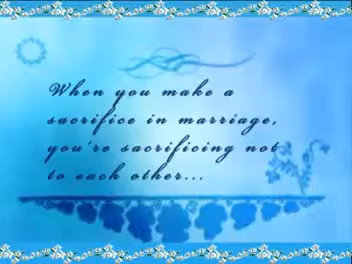 When you make a
sacrifice in marriage,
you're sacrificing not
to each other...